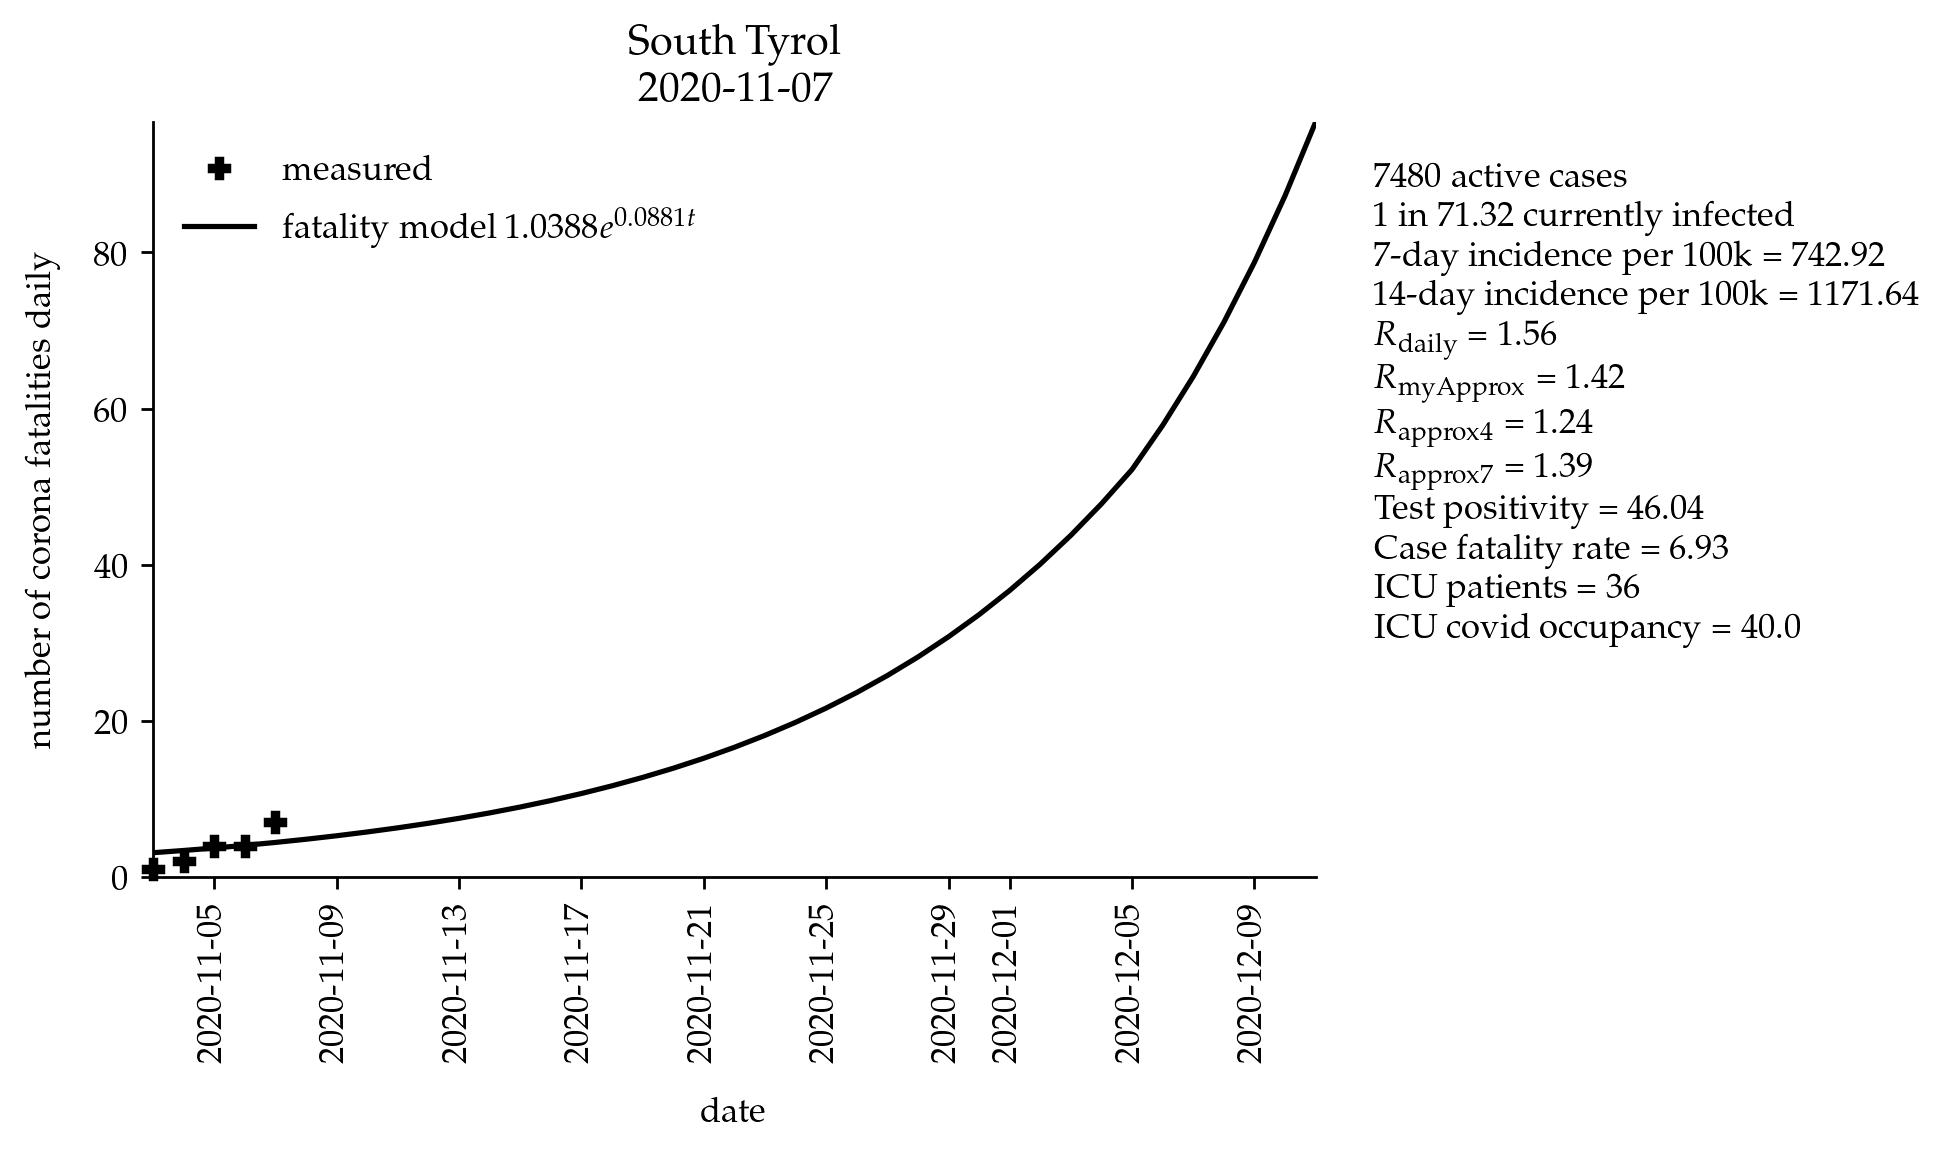 South Tyrol
2020-11-07
measured
fatality model 1.0388e^0.0881t
number of corona fatalities daily
80
60
40
20
0
2020-11-05
2020-11-09
2020-11-13
2020-11-17
2020-11-21
2020-11-25
2020-11-29
2020-12-01
2020-12-05
2020-12-09
date
7480 active cases
1 in 71.32 currently infected
7-day incidence per 100k = 742.92
14-day incidence per 100k = 1171.64
R_daily = 1.56
R_myApprox = 1.42
R_approx4 = 1.24
R_approx7 = 1.39
Test positivity = 46.04
Case fatality rate = 6.93
ICU patients = 36
ICU covid occupancy = 40.0